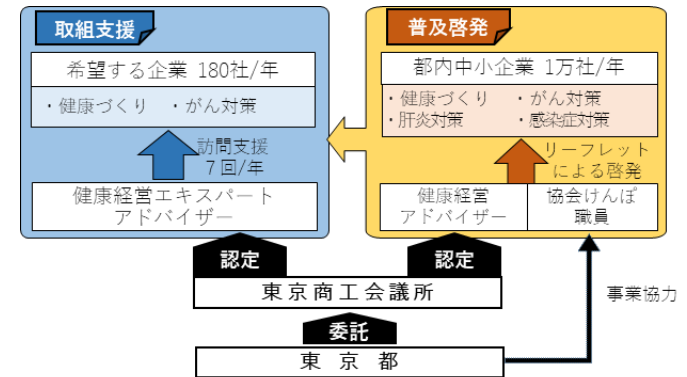 取組支援
希望する企業 180社/年
・健康づくり ・がん対策
訪問支援
7回/年
健康経営エキスパート
アドバイザー
普及啓発
都内中小企業 1万社/年
・健康づくり ・がん対策
・肝炎対策 ・感染症対策
リーフレット
による啓発
健康経営
アドバイザー
協会けんぽ
職員
認定
認定
東京商工会議所
事業協力
委託
東京都